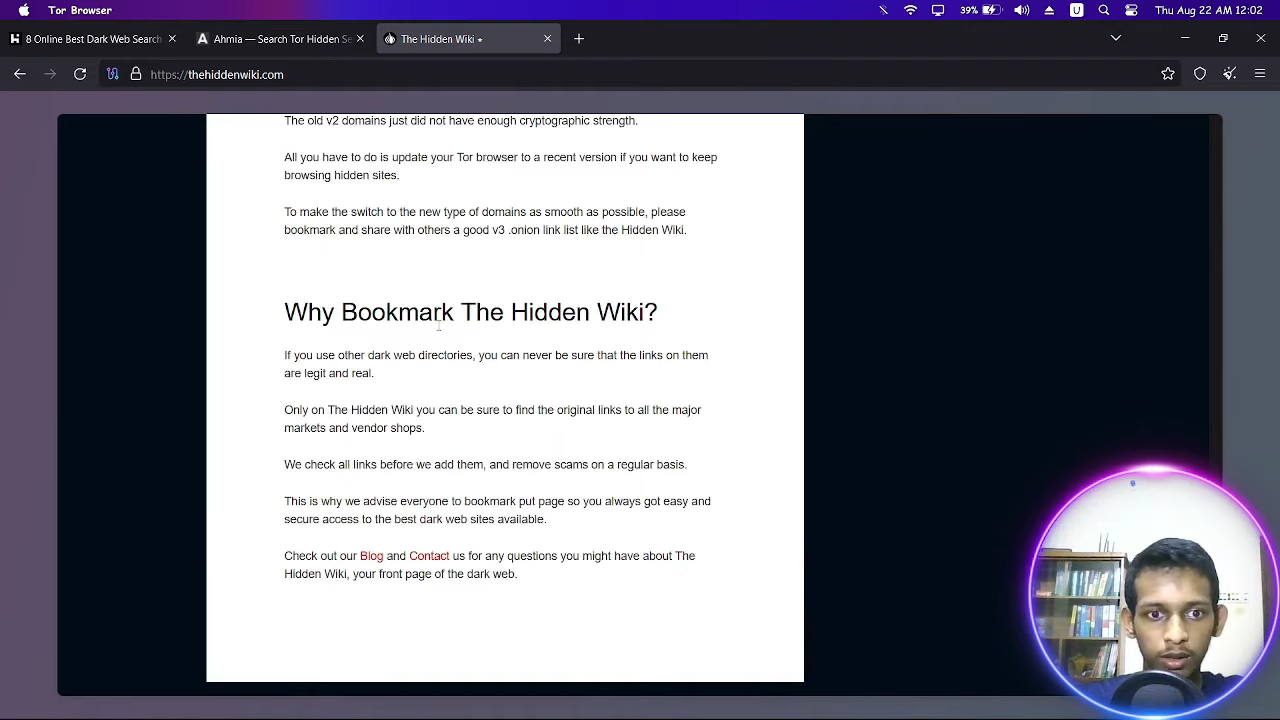 Tor Browser
39%
U
Thu Aug 22 AM 12:02
8 Online Best Dark Web Search
Ahmia — Search Tor Hidden Se
The Hidden Wiki
https://thehiddenwiki.com
The old v2 domains just did not have enough cryptographic strength.
All you have to do is update your Tor browser to a recent version if you want to keep
browsing hidden sites.
To make the switch to the new type of domains as smooth as possible, please
bookmark and share with others a good v3 .onion link list like the Hidden Wiki.
Why Bookmark The Hidden Wiki?
If you use other dark web directories, you can never be sure that the links on them
are legit and real.
Only on The Hidden Wiki you can be sure to find the original links to all the major
markets and vendor shops.
We check all links before we add them, and remove scams on a regular basis.
This is why we advise everyone to bookmark put page so you always got easy and
secure access to the best dark web sites available.
Check out our Blog and Contact us for any questions you might have about The
Hidden Wiki, your front page of the dark web.